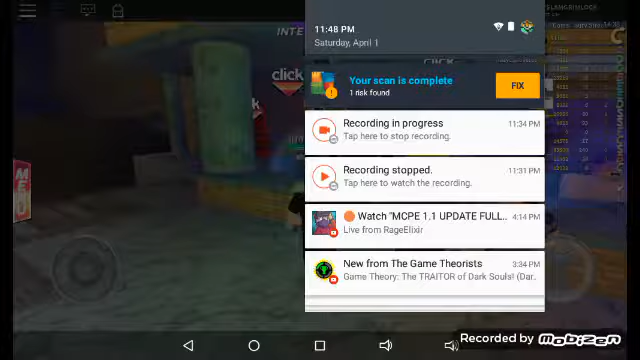 11:48 PM
Saturday, April 1
INTE
click
click
Your scan is complete
1 risk found
FIX
Recording in progress
11:34 PM
Tap here to stop recording.
Recording stopped.
11:31 PM
Tap here to watch the recording.
Watch "MCPE 1.1 UPDATE FULL..
4:14 PM
Live from RageElixir
New from The Game Theorists
3:34 PM
Game Theory: The TRAITOR of Dark Souls! (Dar..
MENU
Recorded by Mobizen